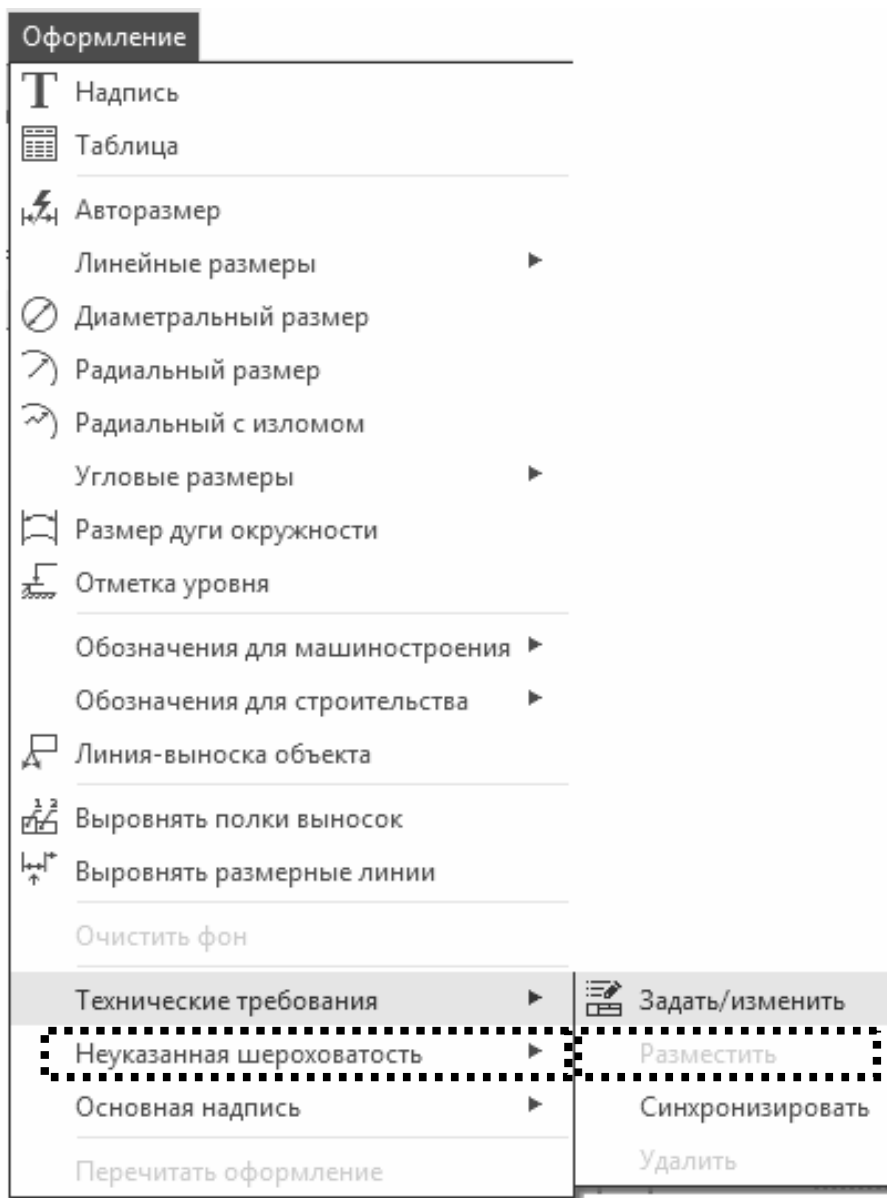 Оформление
Надпись
Таблица
Авторазмер
Линейные размеры
Диаметральный размер
Радиальный размер
Радиальный с изломом
Угловые размеры
Размер дуги окружности
Отметка уровня
Обозначения для машиностроения
Обозначения для строительства
Линия-выноска объекта
Выровнять полки выносок
Выровнять размерные линии
Очистить фон
Технические требования
Неуказанная шероховатость
Основная надпись
Перечитать оформление
Задать/изменить
Разместить
Синхронизировать
Удалить